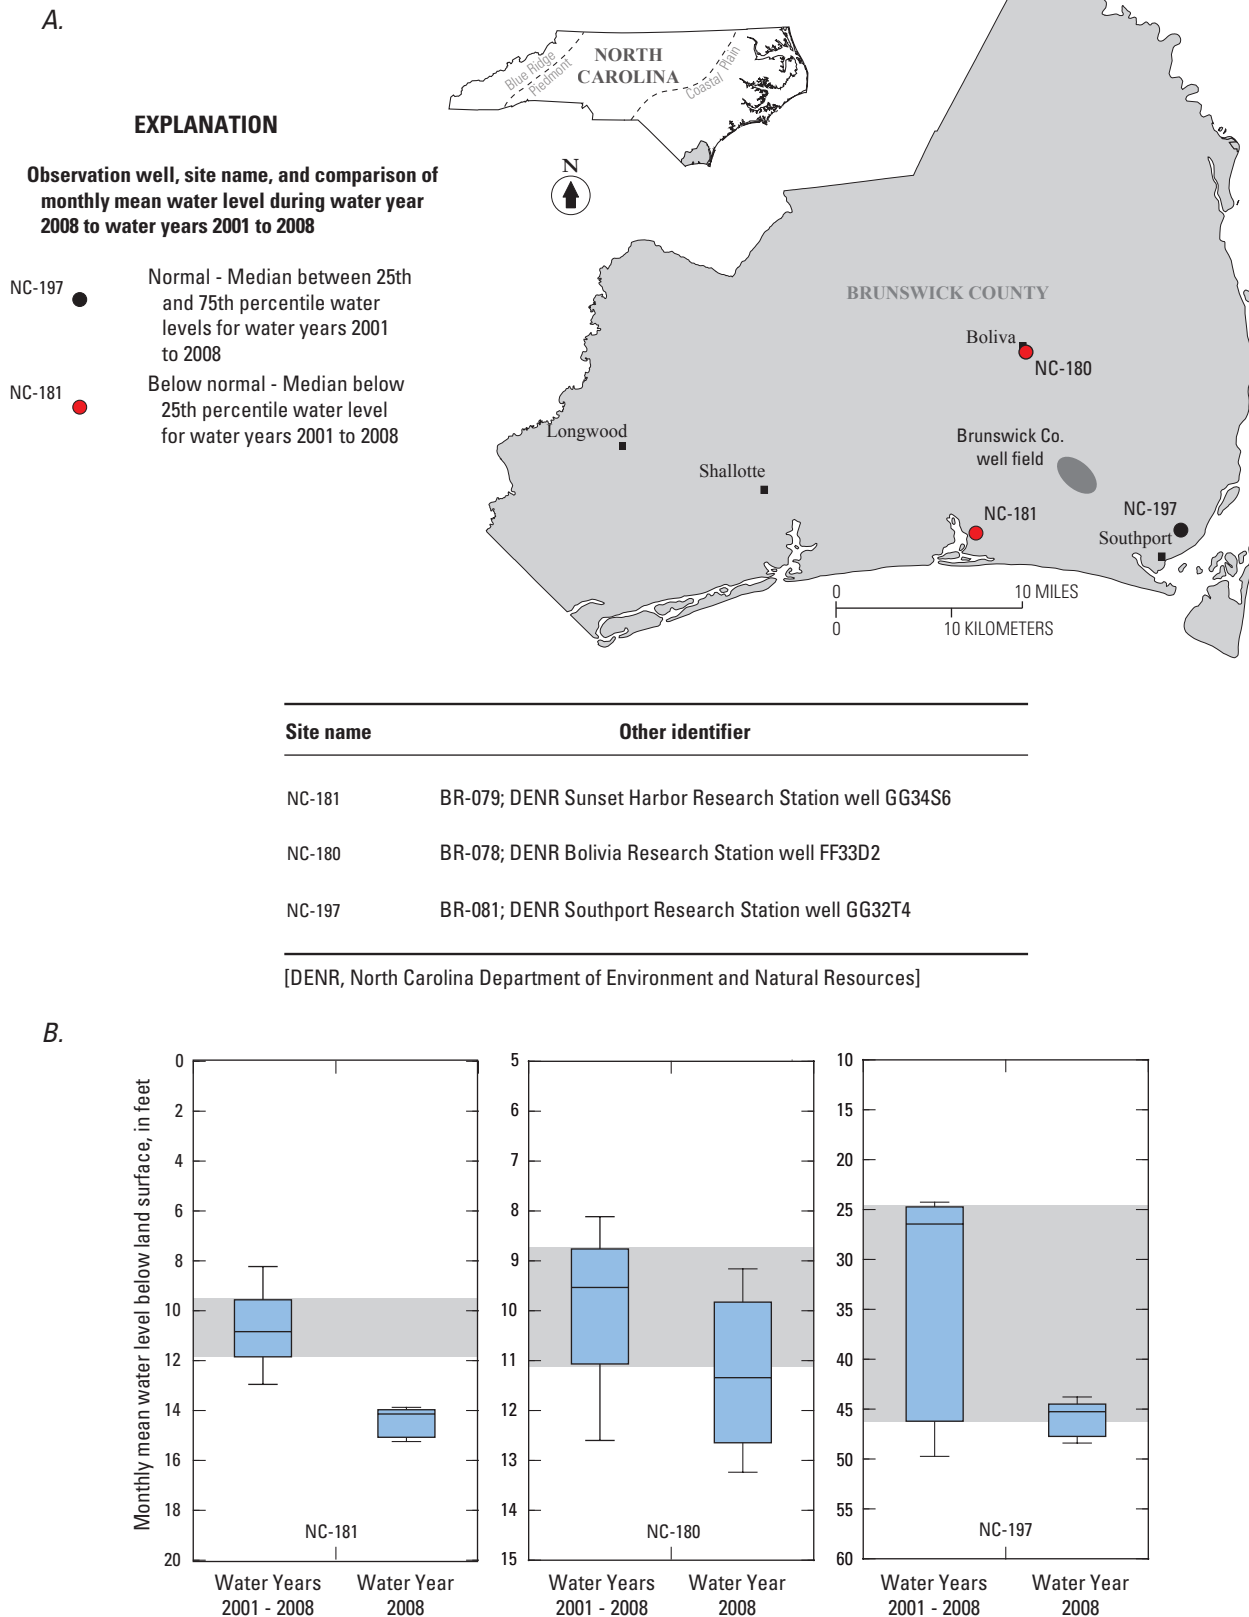 A.
EXPLANATION
Observation well, site name, and comparison of
monthly mean water level during water year
2008 to water years 2001 to 2008
NC-197
Normal - Median between 25th
and 75th percentile water
levels for water years 2001
to 2008
NC-181
Below normal - Median below
25th percentile water level
for water years 2001 to 2008
NORTH
CAROLINA
Blue Ridge
Piedmont
Coastal Plain
N
BRUNSWICK COUNTY
Boliva
NC-180
Longwood
Shallotte
Brunswick Co.
well field
NC-181
NC-197
Southport
0 10 MILES
0 10 KILOMETERS
Site name Other identifier
NC-181 BR-079; DENR Sunset Harbor Research Station well GG34S6
NC-180 BR-078; DENR Bolivia Research Station well FF33D2
NC-197 BR-081; DENR Southport Research Station well GG32T4
[DENR, North Carolina Department of Environment and Natural Resources]
B.
Monthly mean water level below land surface, in feet
0
2
4
6
8
10
12
14
16
18
20
NC-181
Water Years
2001 - 2008
Water Year
2008
5
6
7
8
9
10
11
12
13
14
15
NC-180
Water Years
2001 - 2008
Water Year
2008
10
15
20
25
30
35
40
45
50
55
60
NC-197
Water Years
2001 - 2008
Water Year
2008